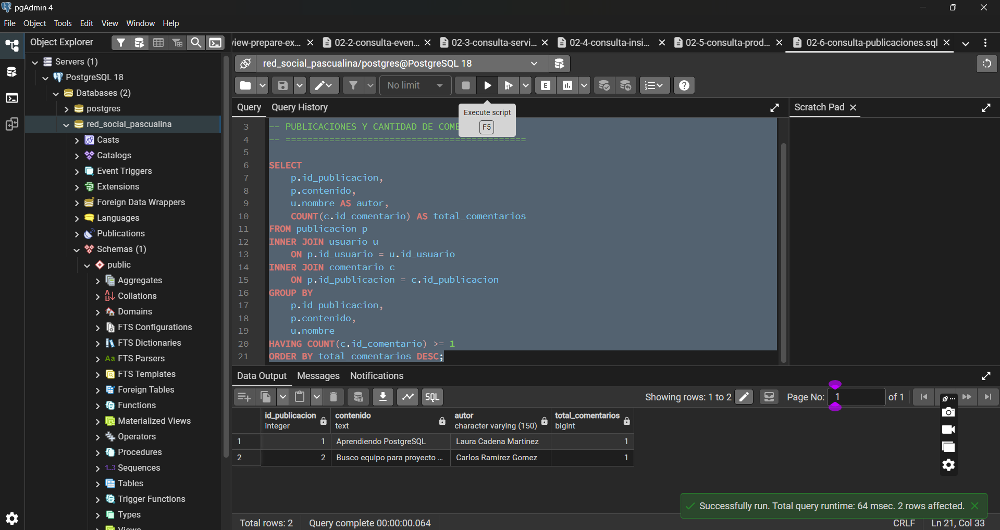 pgAdmin 4
File Object Tools Edit View Window Help
Object Explorer
Servers (1)
PostgreSQL 18
Databases (2)
postgres
red_social_pascualina
Casts
Catalogs
Event Triggers
Extensions
Foreign Data Wrappers
Languages
Publications
Schemas (1)
public
Aggregates
Collations
Domains
FTS Configurations
FTS Dictionaries
Aa FTS Parsers
FTS Templates
Foreign Tables
Functions
Materialized Views
Operators
Procedures
1..3 Sequences
Tables
Trigger Functions
Types
Views
iew-prepare-ex... 02-2-consulta-even... 02-3-consulta-servi... 02-4-consulta-insi... 02-5-consulta-prod... 02-6-consulta-publicaciones.sql
red_social_pascualina/postgres@PostgreSQL 18
No limit E
Query Query History
Execute script
F5
Scratch Pad
3 -- PUBLICACIONES Y CANTIDAD DE COME
4 -- ============================================
5
6 SELECT
7 p.id_publicacion,
8 p.contenido,
9 u.nombre AS autor,
10 COUNT(c.id_comentario) AS total_comentarios
11 FROM publicacion p
12 INNER JOIN usuario u
13 ON p.id_usuario = u.id_usuario
14 INNER JOIN comentario c
15 ON p.id_publicacion = c.id_publicacion
16 GROUP BY
17 p.id_publicacion,
18 p.contenido,
19 u.nombre
20 HAVING COUNT(c.id_comentario) >= 1
21 ORDER BY total_comentarios DESC;
Data Output Messages Notifications
SQL Showing rows: 1 to 2 Page No: 1 of 1
id_publicacion contenido autor total_comentarios
integer text character varying (150) bigint
1 1 Aprendiendo PostgreSQL Laura Cadena Martinez 1
2 2 Busco equipo para proyecto ... Carlos Ramirez Gomez 1
Successfully run. Total query runtime: 64 msec. 2 rows affected.
Total rows: 2 Query complete 00:00:00.064 CRLF Ln 21, Col 33